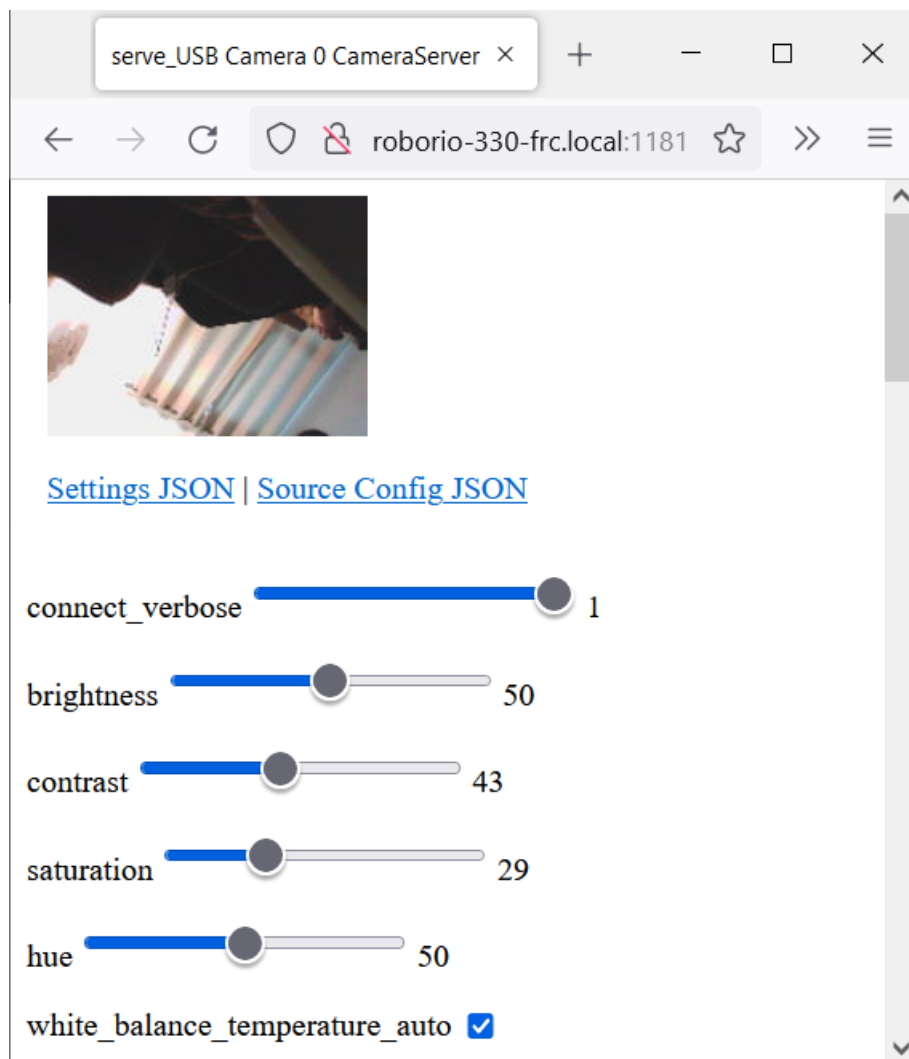 serve_USB Camera 0 CameraServer
roborio-330-frc.local:1181
Settings JSON | Source Config JSON
connect_verbose 1
brightness 50
contrast 43
saturation 29
hue 50
white_balance_temperature_auto